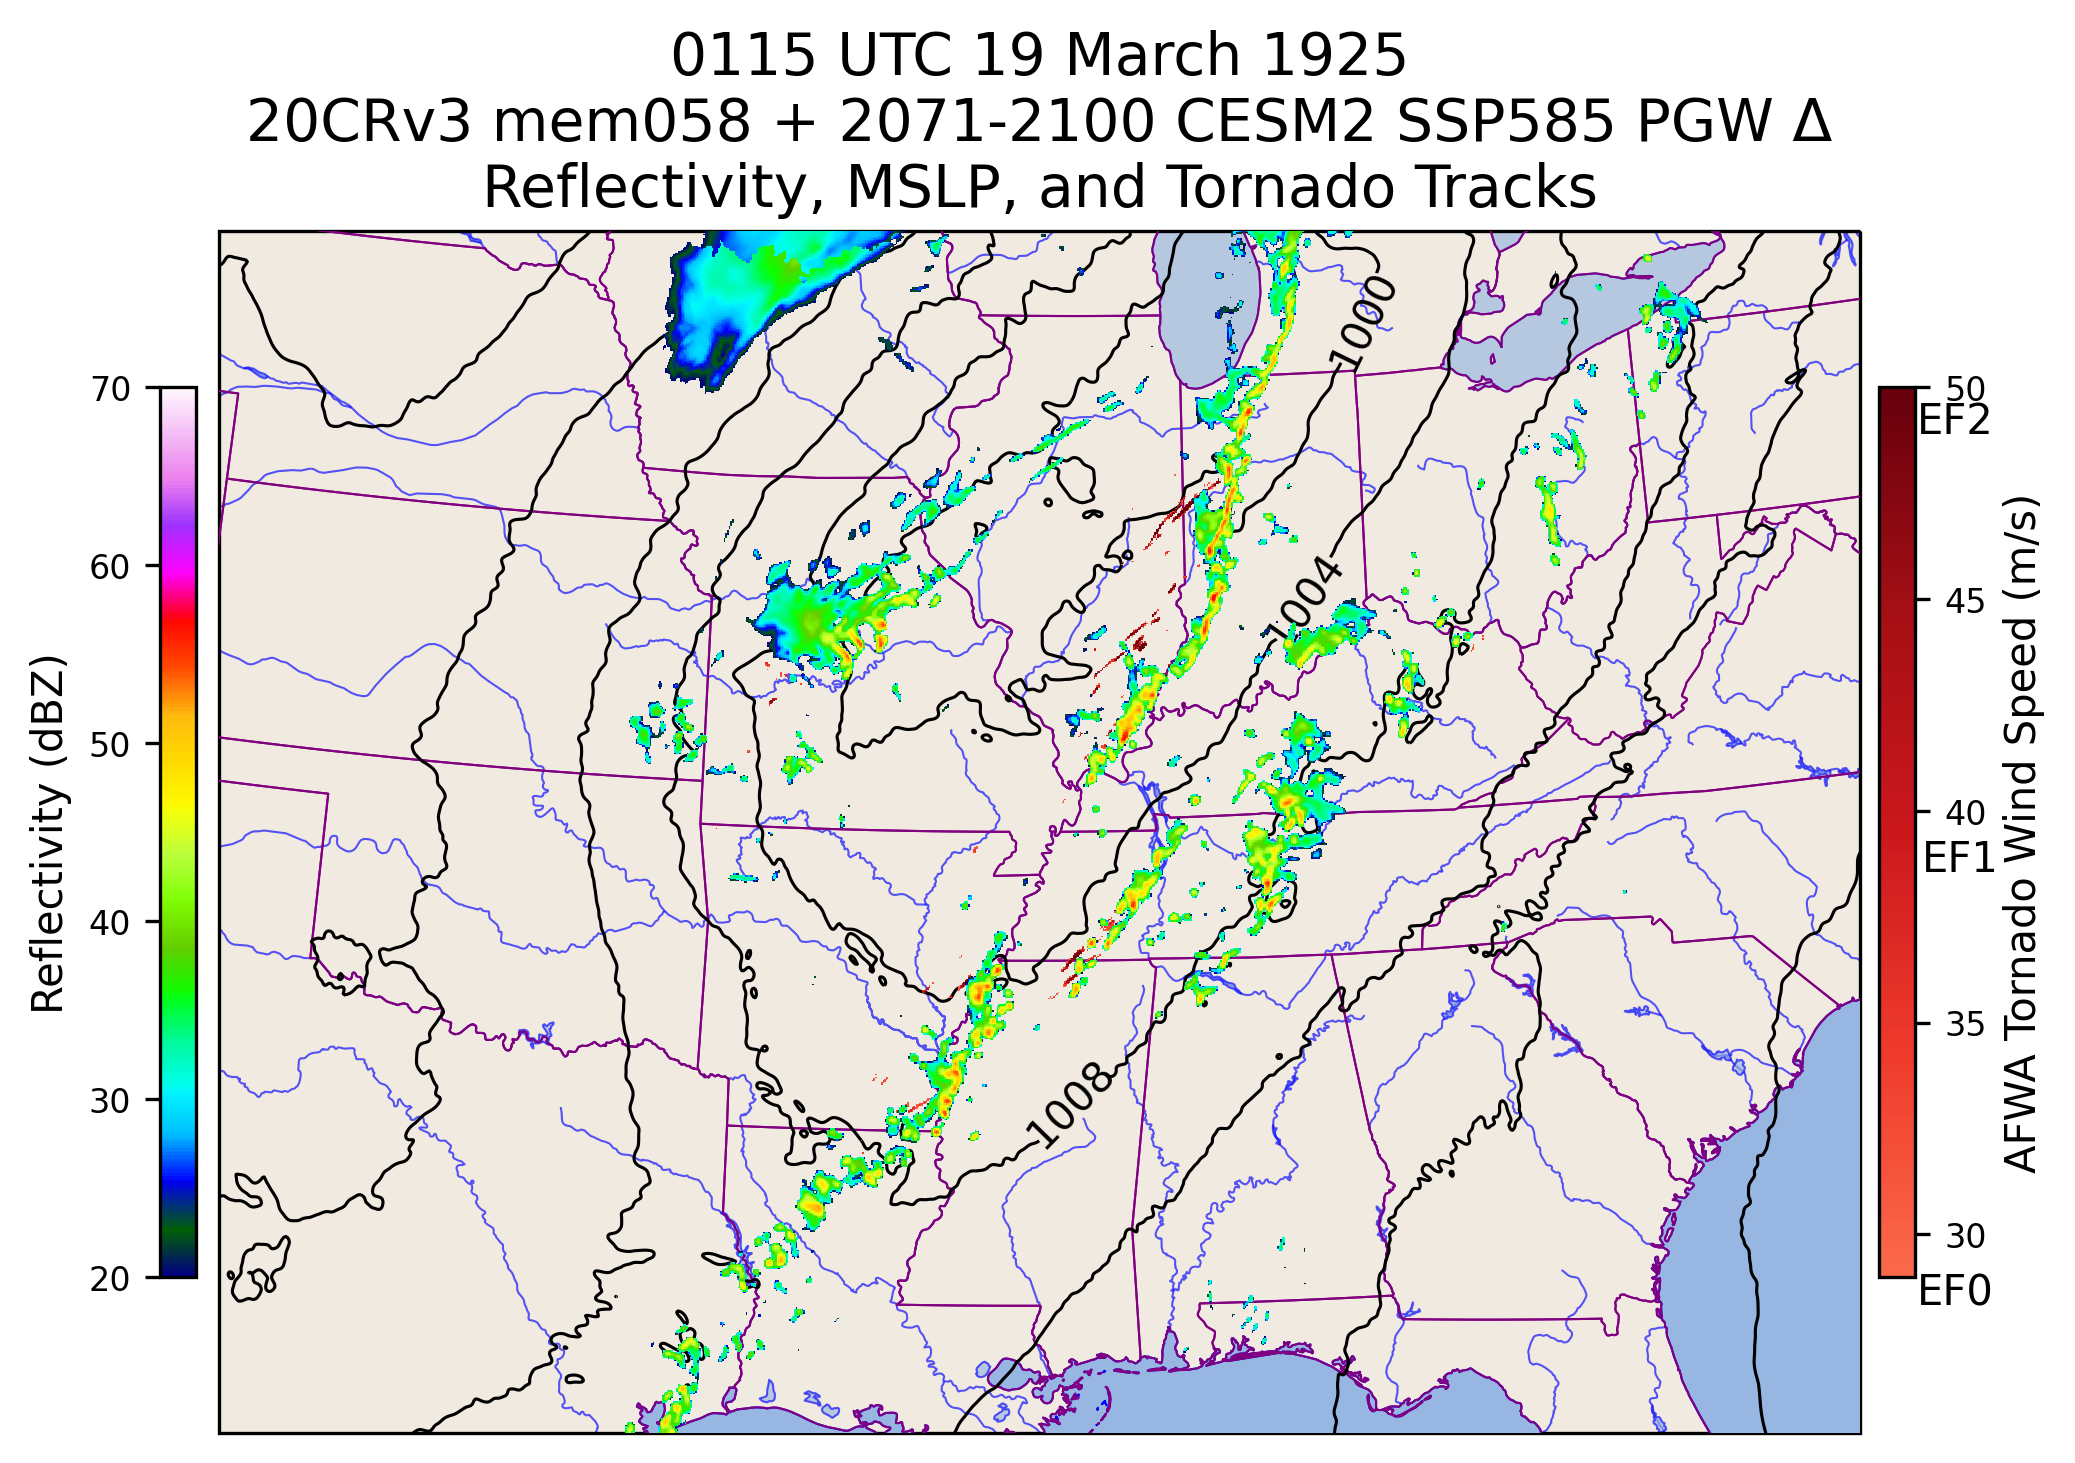 0115 UTC 19 March 1925
20CRv3 mem058 + 2071-2100 CESM2 SSP585 PGW Δ
Reflectivity, MSLP, and Tornado Tracks
70
60
50
40
30
20
Reflectivity (dBZ)
1000
1004
1008
50
EF2
45
40
EF1
35
30
EF0
AFWA Tornado Wind Speed (m/s)